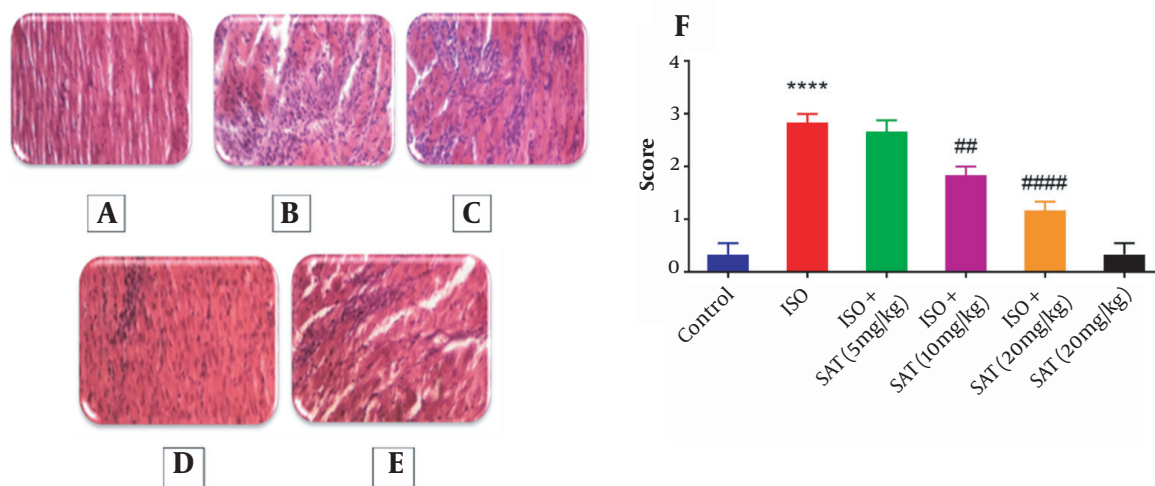 A
B
C
D
E
F
Score
4
3
2
1
0
****
##
####
Control
ISO
ISO +
SAT (5mg/kg)
ISO +
SAT (10mg/kg)
ISO +
SAT (20mg/kg)
SAT (20mg/kg)